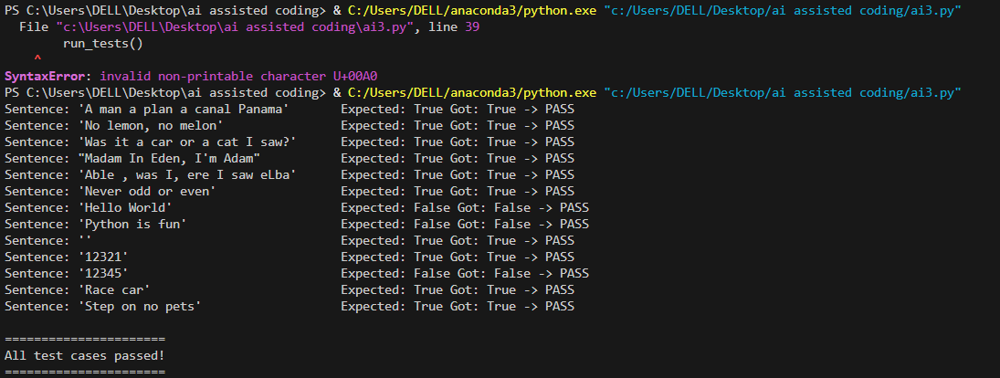 PS C:\Users\DELL\Desktop\ai assisted coding> & C:/Users/DELL/anaconda3/python.exe "c:/Users/DELL/Desktop/ai assisted coding/ai3.py"
  File "c:\Users\DELL\Desktop\ai assisted coding\ai3.py", line 39
        run_tests()
    ^
SyntaxError: invalid non-printable character U+00A0
PS C:\Users\DELL\Desktop\ai assisted coding> & C:/Users/DELL/anaconda3/python.exe "c:/Users/DELL/Desktop/ai assisted coding/ai3.py"
Sentence: 'A man a plan a canal Panama'       Expected: True Got: True -> PASS
Sentence: 'No lemon, no melon'                Expected: True Got: True -> PASS
Sentence: 'Was it a car or a cat I saw?'      Expected: True Got: True -> PASS
Sentence: "Madam In Eden, I'm Adam"           Expected: True Got: True -> PASS
Sentence: 'Able , was I, ere I saw eLba'      Expected: True Got: True -> PASS
Sentence: 'Never odd or even'                 Expected: True Got: True -> PASS
Sentence: 'Hello World'                       Expected: False Got: False -> PASS
Sentence: 'Python is fun'                     Expected: False Got: False -> PASS
Sentence: ''                                  Expected: True Got: True -> PASS
Sentence: '12321'                             Expected: True Got: True -> PASS
Sentence: '12345'                             Expected: False Got: False -> PASS
Sentence: 'Race car'                          Expected: True Got: True -> PASS
Sentence: 'Step on no pets'                   Expected: True Got: True -> PASS

======================
All test cases passed!
======================